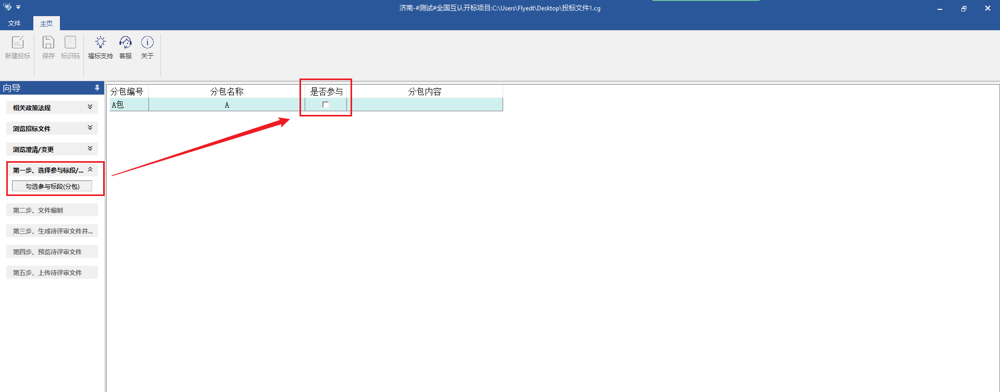 济南-#测试#全国互认开标项目:C:\Users\Flyedt\Desktop\投标文件1.cg
文件 主页
新建投标 保存 标识码 福标支持 客服 关于
向导
相关政策法规
浏览招标文件
浏览澄清/变更
第一步、选择参与标段/...
勾选参与标段(分包)
第二步、文件编制
第三步、生成待评审文件并...
第四步、预览待评审文件
第五步、上传待评审文件
分包编号 分包名称 是否参与 分包内容
A包 A